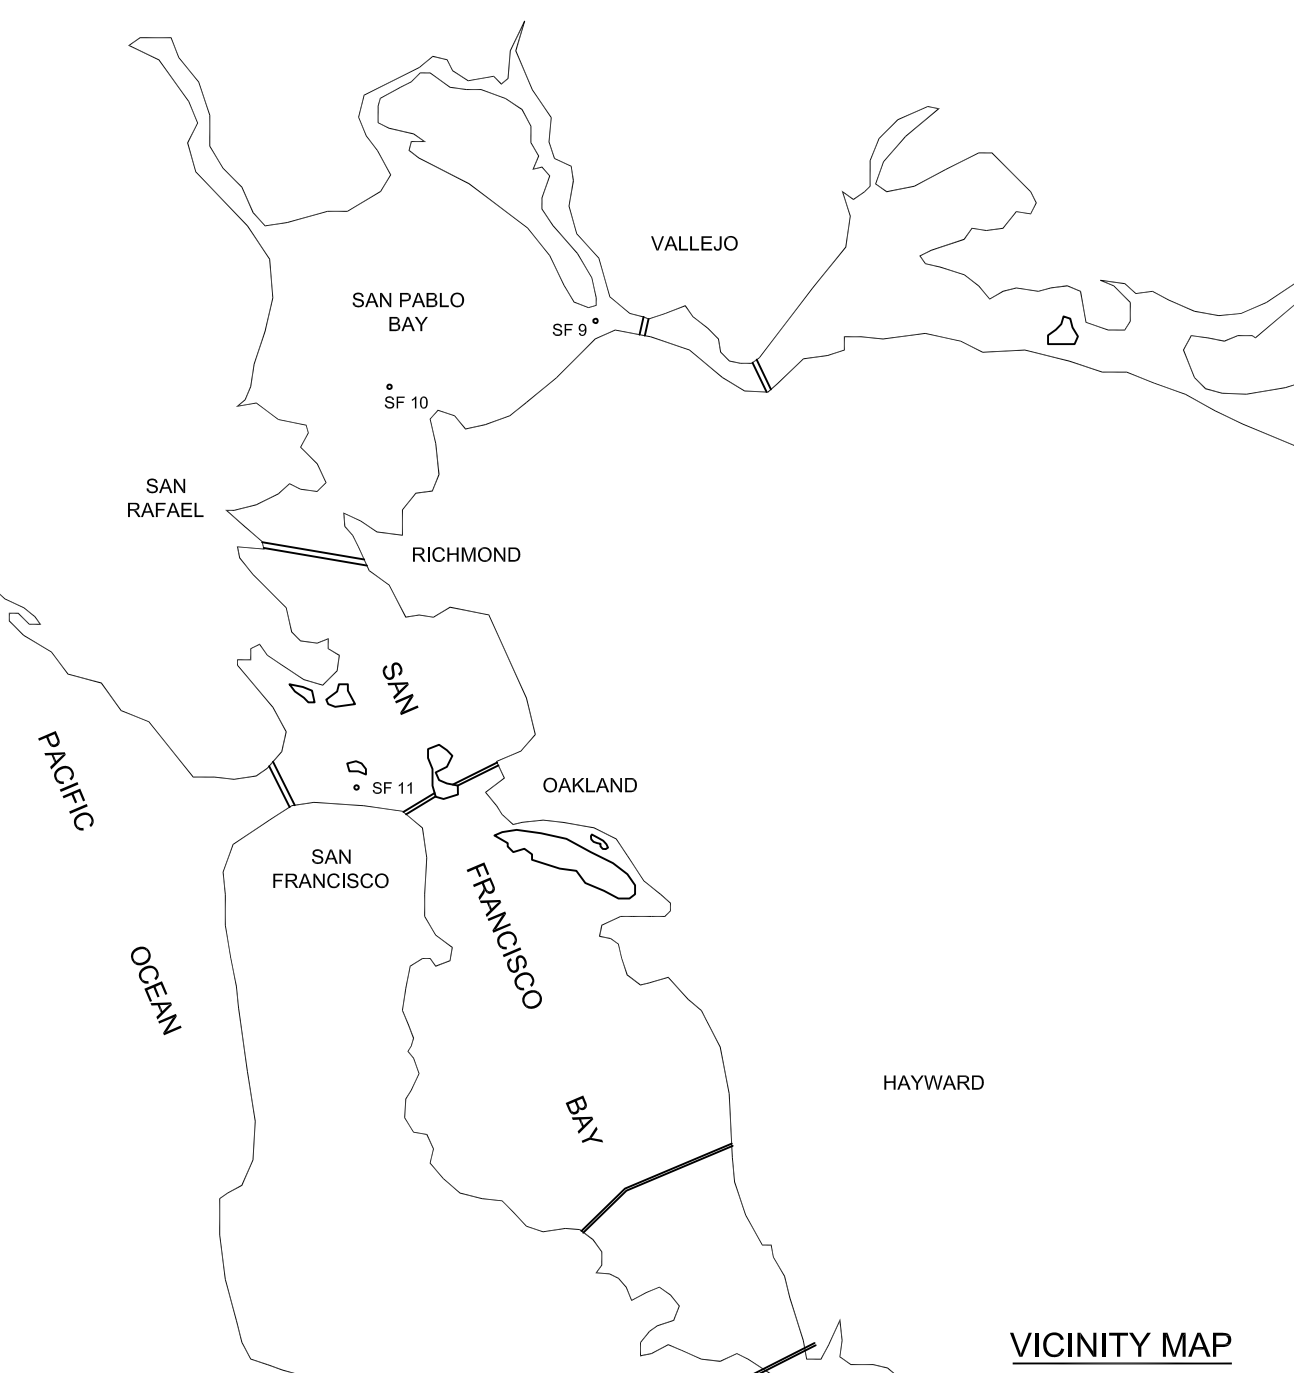 VALLEJO
SAN PABLO
BAY
SF 9
SF 10
SAN
RAFAEL
RICHMOND
SAN
PACIFIC
SF 11
OAKLAND
SAN
FRANCISCO
FRANCISCO
OCEAN
HAYWARD
BAY
VICINITY MAP